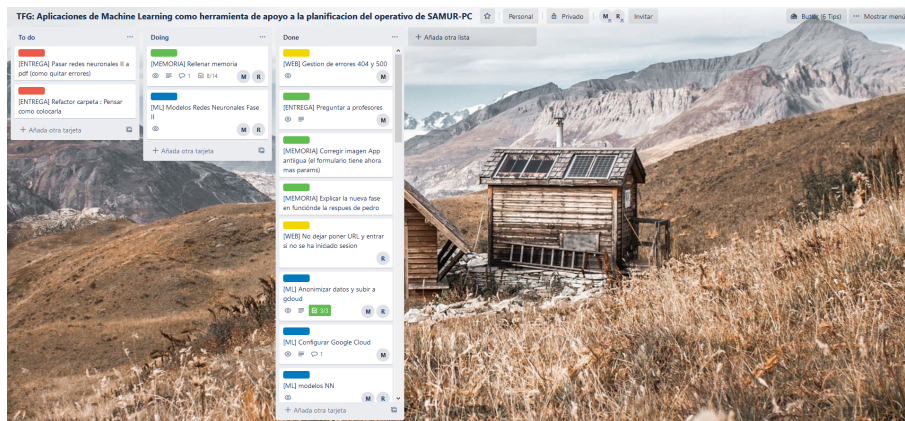 TFG: Aplicaciones de Machine Learning como herramienta de apoyo a la planificacion del operativo de SAMUR-PC
Personal
Privado
M R
Invitar
Butler (6 Tips)
Mostrar menú
To do
[ENTREGA] Pasar redes neuronales II a
pdf (como quitar errores)
[ENTREGA] Refactor carpeta : Pensar
como colocarla
+ Añada otra tarjeta
Doing
[MEMORIA] Rellenar memoria
1 8/14 M R
[ML] Modelos Redes Neuronales Fase
II
M R
+ Añada otra tarjeta
Done
[WEB] Gestion de errores 404 y 500
M
[ENTREGA] Preguntar a profesores
M
[MEMORIA] Corregir imagen App
antiigua (el formulario tiene ahora
mas params)
[MEMORIA] Explicar la nueva fase
en funciónde la respues de pedro
[WEB] No dejar poner URL y entrar
si no se ha iniciado sesion
R
[ML] Anonimizar datos y subir a
gcloud
3/3 M R
[ML] Configurar Google Cloud
1 M
[ML] modelos NN
M R
+ Añada otra tarjeta
+ Añada otra lista